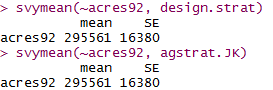 > svymean(~acres92, design.strat)
mean SE
acres92 295561 16380
> svymean(~acres92, agstrat.JK)
mean SE
acres92 295561 16380